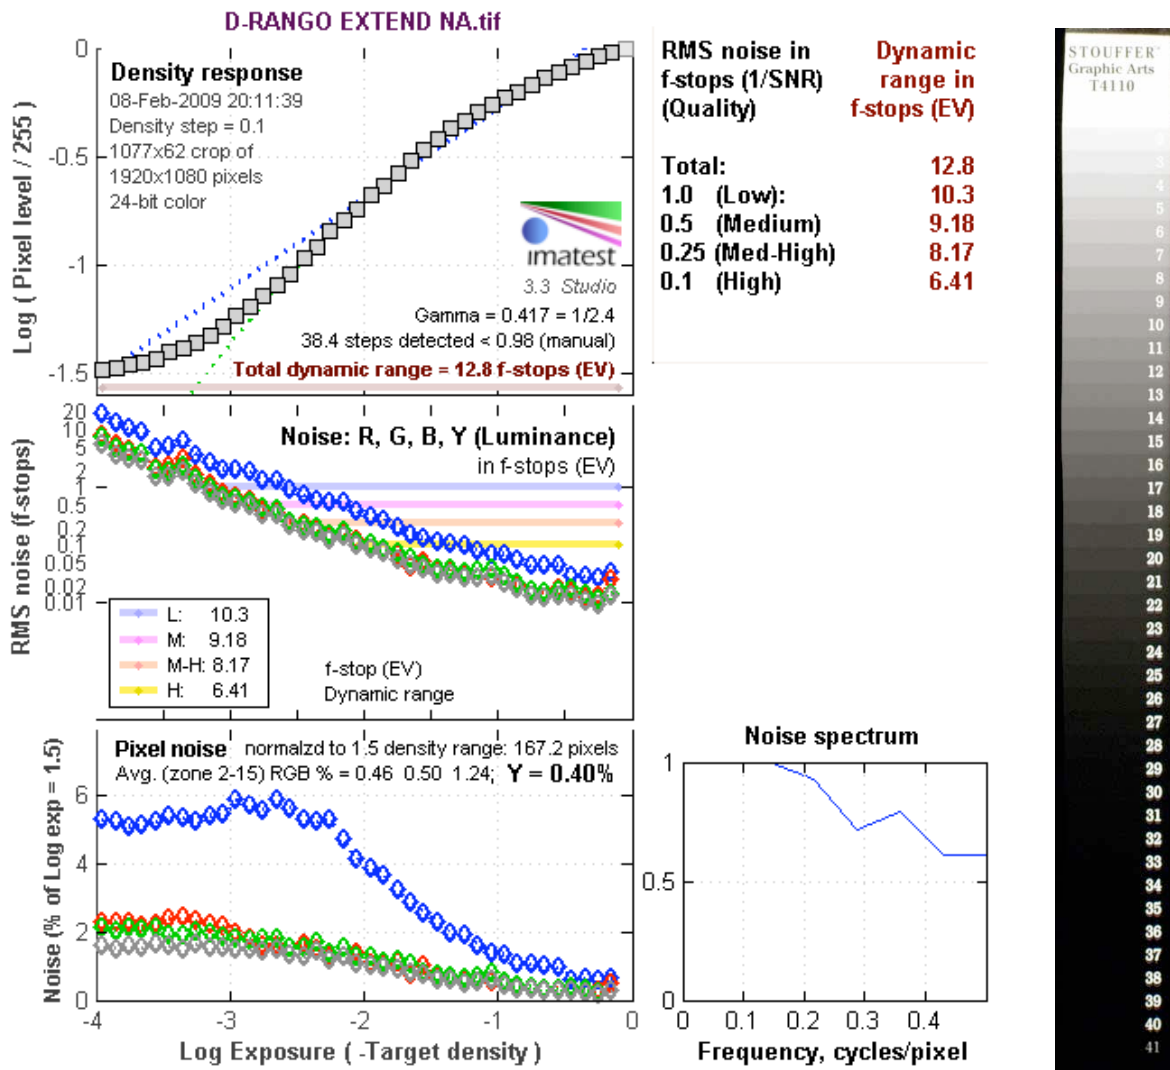 D-RANGO EXTEND NA.tif
Density response
08-Feb-2009 20:11:39
Density step = 0.1
1077x62 crop of
1920x1080 pixels
24-bit color
imatest
3.3 Studio
Gamma = 0.417 = 1/2.4
38.4 steps detected < 0.98 (manual)
Total dynamic range = 12.8 f-stops (EV)
Log ( Pixel level / 255 )
0
-0.5
-1
-1.5
RMS noise in
f-stops (1/SNR)
(Quality)
Dynamic
range in
f-stops (EV)
Total: 12.8
1.0 (Low): 10.3
0.5 (Medium) 9.18
0.25 (Med-High) 8.17
0.1 (High) 6.41
Noise: R, G, B, Y (Luminance)
in f-stops (EV)
RMS noise (f-stops)
20
10
5
2
1
0.5
0.2
0.1
0.05
0.02
0.01
L: 10.3
M: 9.18
M-H: 8.17
H: 6.41
f-stop (EV)
Dynamic range
Pixel noise normalzd to 1.5 density range: 167.2 pixels
Avg. (zone 2-15) RGB % = 0.46 0.50 1.24; Y = 0.40%
Noise (% of Log exp = 1.5)
6
4
2
0
-4 -3 -2 -1 0
Log Exposure ( -Target density )
Noise spectrum
1
0.5
0
0 0.1 0.2 0.3 0.4
Frequency, cycles/pixel
STOUFFER™
Graphic Arts
T4110
3
4
5
6
7
8
9
10
11
12
13
14
15
16
17
18
19
20
21
22
23
24
25
26
27
28
29
30
31
32
33
34
35
36
37
38
39
40
41